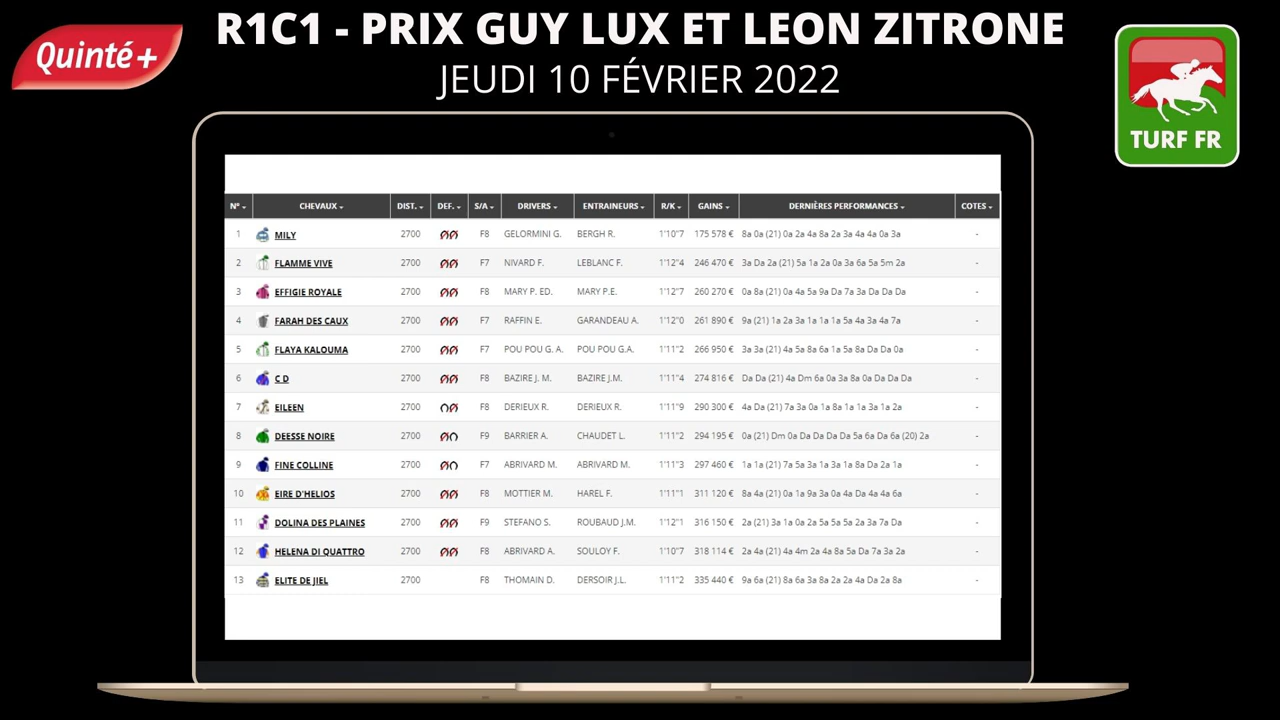 Quinté+
R1C1 - PRIX GUY LUX ET LEON ZITRONE
JEUDI 10 FÉVRIER 2022
TURF FR
N° CHEVAUX DIST. DEF. S/A DRIVERS ENTRAINEURS R/K GAINS DERNIÈRES PERFORMANCES COTES
1 MILY 2700 F8 GELORMINI G. BERGH R. 1'10"7 175 578 € 8a 0a (21) 0a 2a 4a 8a 2a 3a 4a 4a 0a 3a -
2 FLAMME VIVE 2700 F7 NIVARD F. LEBLANC F. 1'12"4 246 470 € 3a Da 2a (21) 5a 1a 2a 0a 3a 6a 5a 5m 2a -
3 EFFIGIE ROYALE 2700 F8 MARY P. ED. MARY P.E. 1'12"7 260 270 € 0a 8a (21) 0a 4a 5a 9a Da 7a 3a Da Da Da -
4 FARAH DES CAUX 2700 F7 RAFFIN E. GARANDEAU A. 1'12"0 261 890 € 9a (21) 1a 2a 3a 1a 1a 1a 5a 4a 3a 4a 7a -
5 FLAYA KALOUMA 2700 F7 POU POU G. A. POU POU G.A. 1'11"2 266 950 € 3a 3a (21) 4a 5a 8a 6a 1a 5a 8a Da Da 0a -
6 C D 2700 F8 BAZIRE J. M. BAZIRE J.M. 1'11"4 274 816 € Da Da (21) 4a Dm 6a 0a 3a 8a 0a Da Da Da -
7 EILEEN 2700 F8 DERIEUX R. DERIEUX R. 1'11"9 290 300 € 4a Da (21) 7a 3a 0a 1a 8a 1a 1a 3a 1a 2a -
8 DEESSE NOIRE 2700 F9 BARRIER A. CHAUDET L. 1'11"2 294 195 € 0a (21) Dm 0a Da Da Da Da 5a 6a Da 6a (20) 2a -
9 FINE COLLINE 2700 F7 ABRIVARD M. ABRIVARD M. 1'11"3 297 460 € 1a 1a (21) 7a 5a 3a 1a 3a 1a 8a Da 2a 1a -
10 EIRE D'HELIOS 2700 F8 MOTTIER M. HAREL F. 1'11"1 311 120 € 8a 4a (21) 0a 1a 9a 3a 0a 4a Da 4a 4a 6a -
11 DOLINA DES PLAINES 2700 F9 STEFANO S. ROUBAUD J.M. 1'12"1 316 150 € 2a (21) 3a 1a 0a 2a 5a 5a 5a 2a 3a 7a Da -
12 HELENA DI QUATTRO 2700 F8 ABRIVARD A. SOULOY F. 1'10"7 318 114 € 2a 4a (21) 4a 4m 2a 4a 8a 5a Da 7a 3a 2a -
13 ELITE DE JIEL 2700 F8 THOMAIN D. DERSOIR J.L. 1'11"2 335 440 € 9a 6a (21) 8a 6a 3a 8a 2a 2a 4a Da 2a 8a -